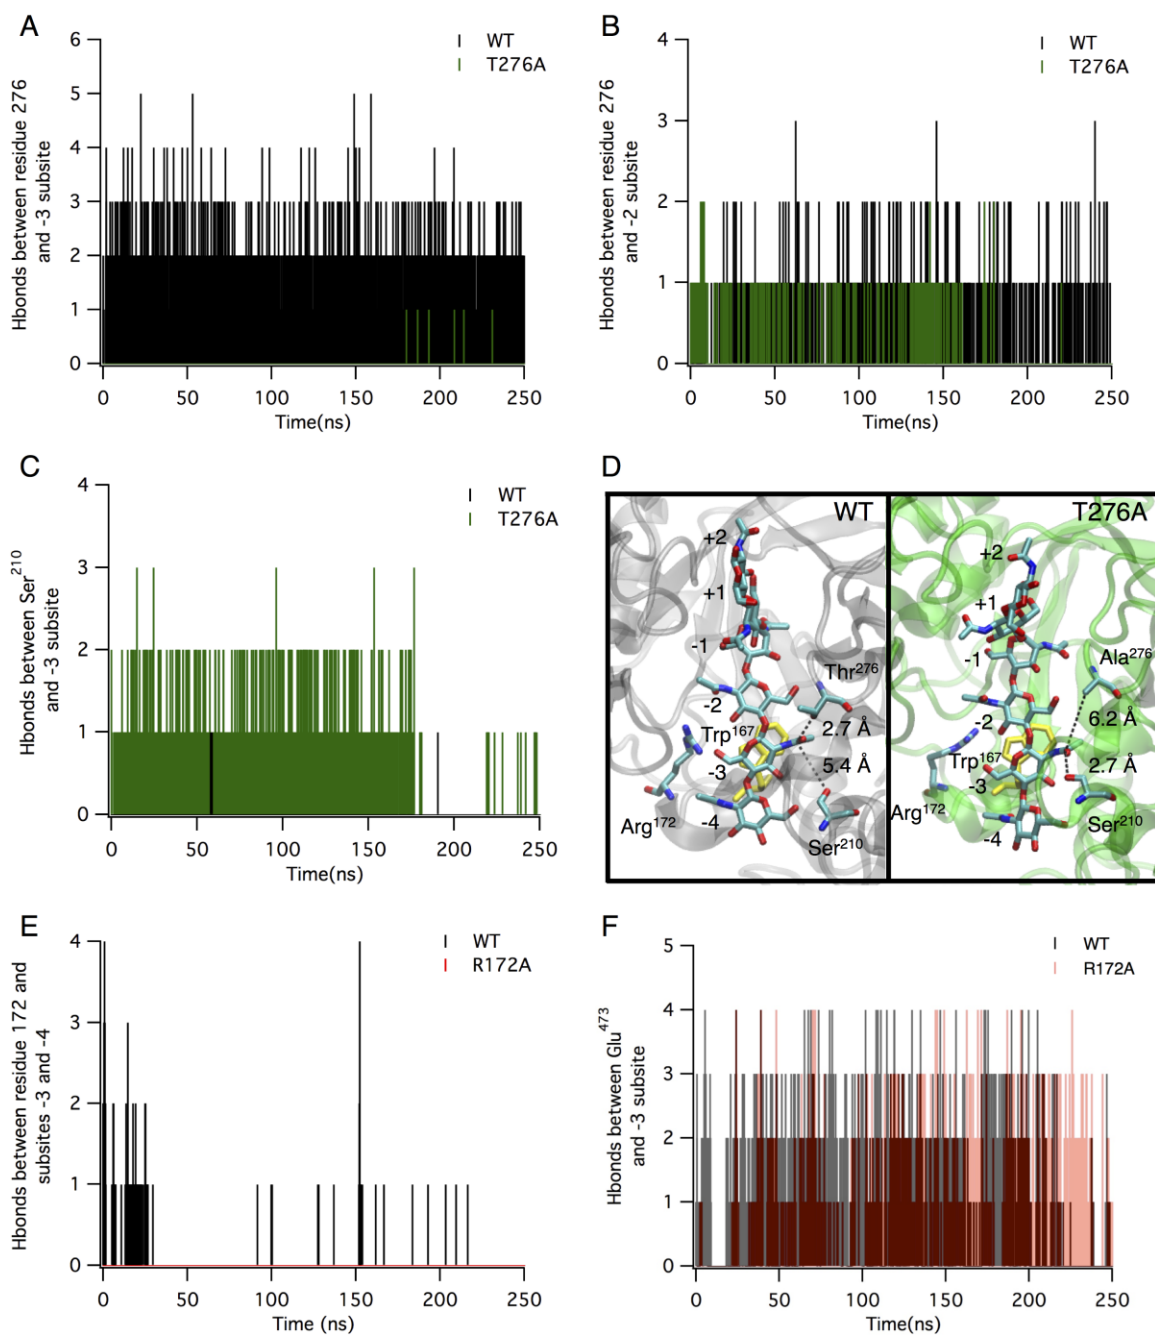 A
WT
T276A
Hbonds between residue 276
and -3 subsite
6
5
4
3
2
1
0
0 50 100 150 200 250
Time(ns)
B
WT
T276A
Hbonds between residue 276
and -2 subsite
4
3
2
1
0
0 50 100 150 200 250
Time(ns)
C
WT
T276A
Hbonds between Ser210
and -3 subsite
4
3
2
1
0
0 50 100 150 200 250
Time(ns)
D
WT
+2
+1
-1
Thr276
-2
2.7 Å
Trp167
-3
5.4 Å
Arg172
-4
Ser210
T276A
+2
+1
-1
Ala276
-2
6.2 Å
Trp167
-3
2.7 Å
Arg172
Ser210
-4
E
WT
R172A
Hbonds between residue 172 and
subsites -3 and -4
4
3
2
1
0
0 50 100 150 200 250
Time (ns)
F
WT
R172A
Hbonds between Glu473
and -3 subsite
5
4
3
2
1
0
0 50 100 150 200 250
Time(ns)